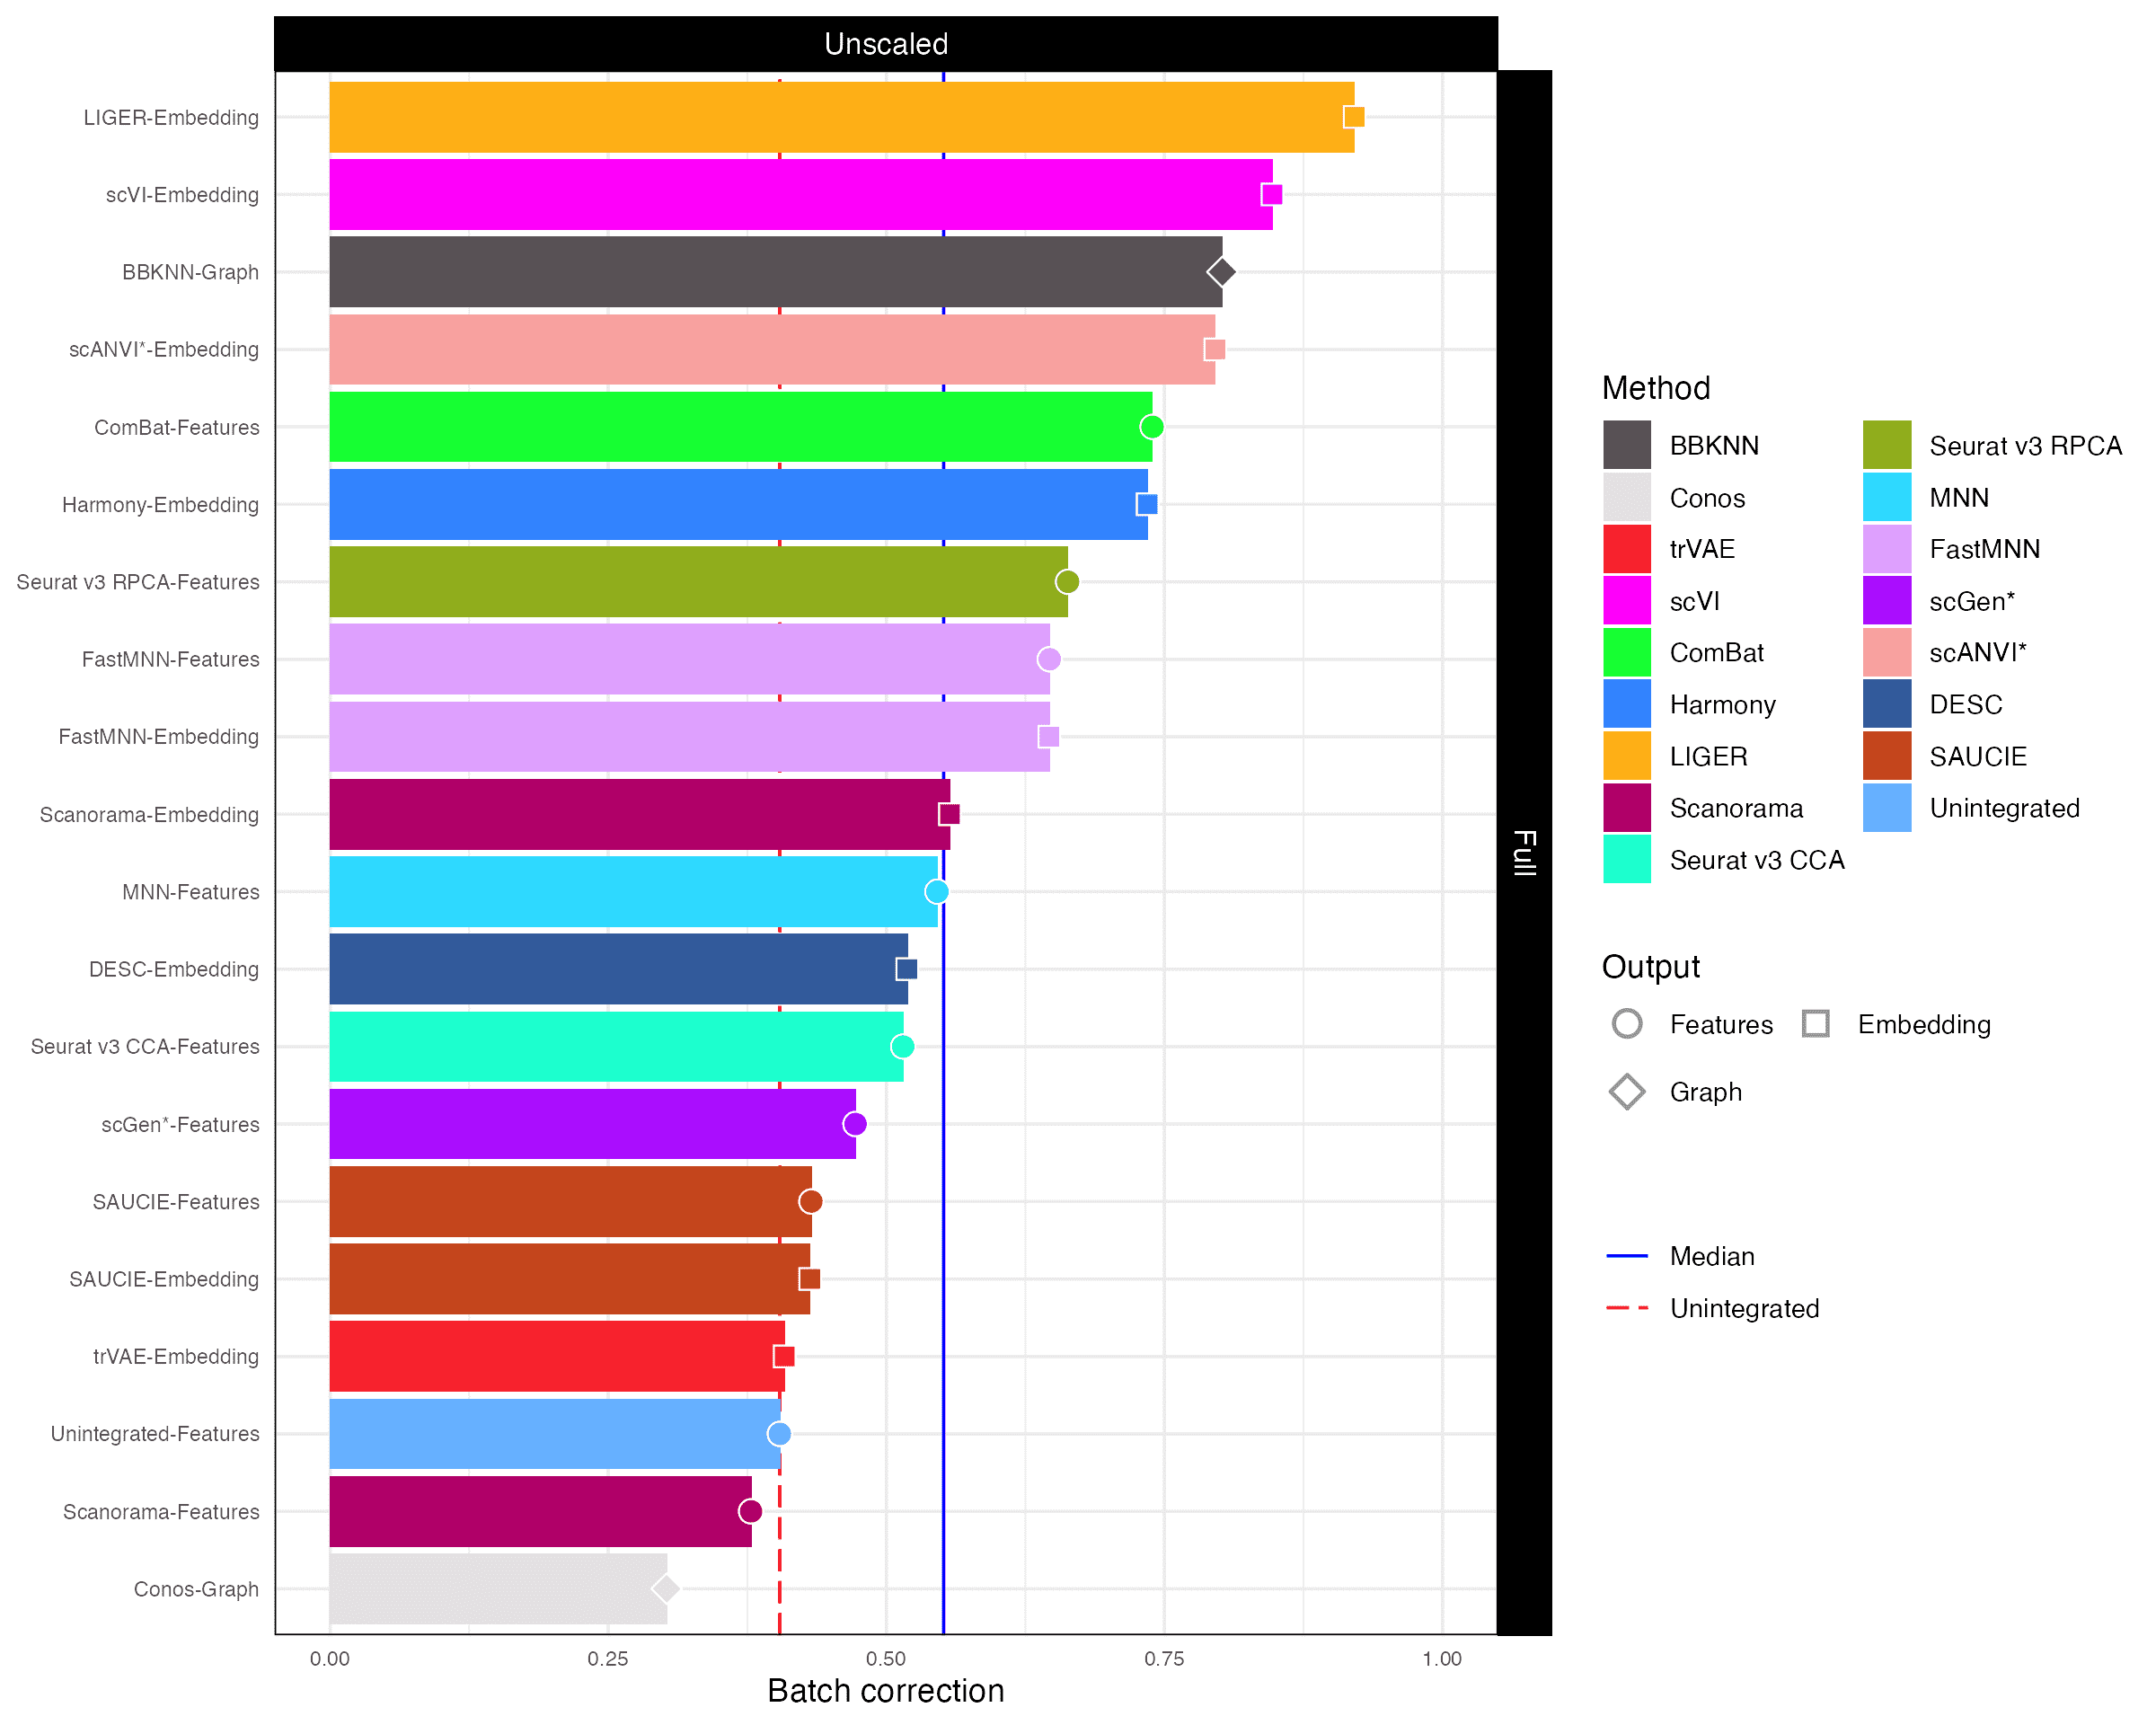 Unscaled
LIGER-Embedding
scVI-Embedding
BBKNN-Graph
scANVI*-Embedding
ComBat-Features
Harmony-Embedding
Seurat v3 RPCA-Features
FastMNN-Features
FastMNN-Embedding
Scanorama-Embedding
MNN-Features
DESC-Embedding
Seurat v3 CCA-Features
scGen*-Features
SAUCIE-Features
SAUCIE-Embedding
trVAE-Embedding
Unintegrated-Features
Scanorama-Features
Conos-Graph
0.00 0.25 0.50 0.75 1.00
Batch correction
Full
Method
BBKNN
Conos
trVAE
scVI
ComBat
Harmony
LIGER
Scanorama
Seurat v3 CCA
Seurat v3 RPCA
MNN
FastMNN
scGen*
scANVI*
DESC
SAUCIE
Unintegrated
Output
Features Embedding
Graph
Median
Unintegrated